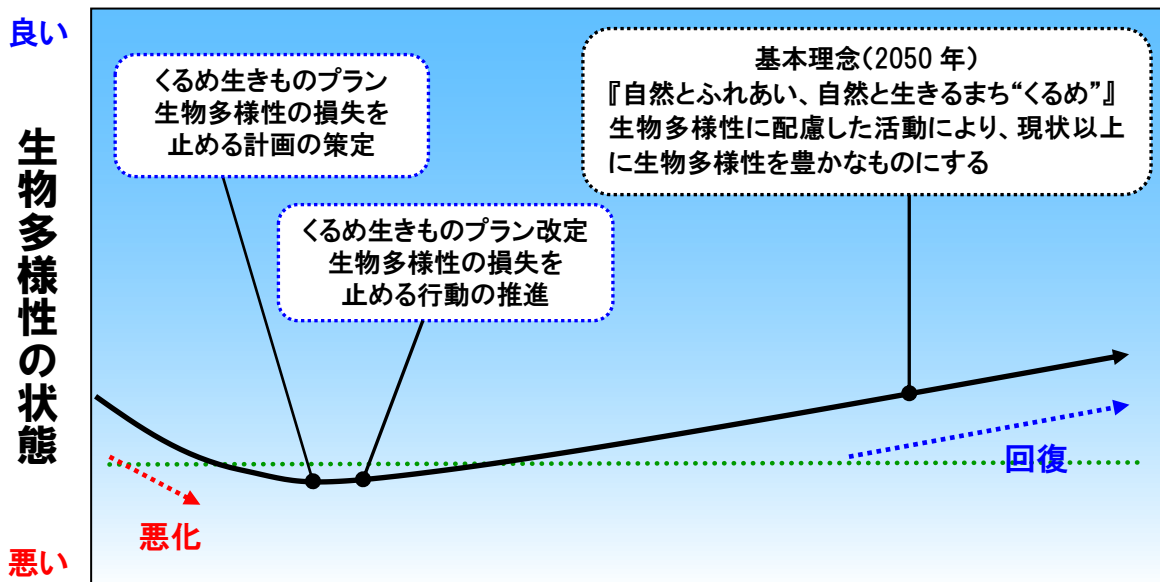 良い
生物多様性の状態
悪い
くるめ生きものプラン
生物多様性の損失を
止める計画の策定
くるめ生きものプラン改定
生物多様性の損失を
止める行動の推進
基本理念(2050年)
『自然とふれあい、自然と生きるまち“くるめ”』
生物多様性に配慮した活動により、現状以上
に生物多様性を豊かなものにする
悪化
回復